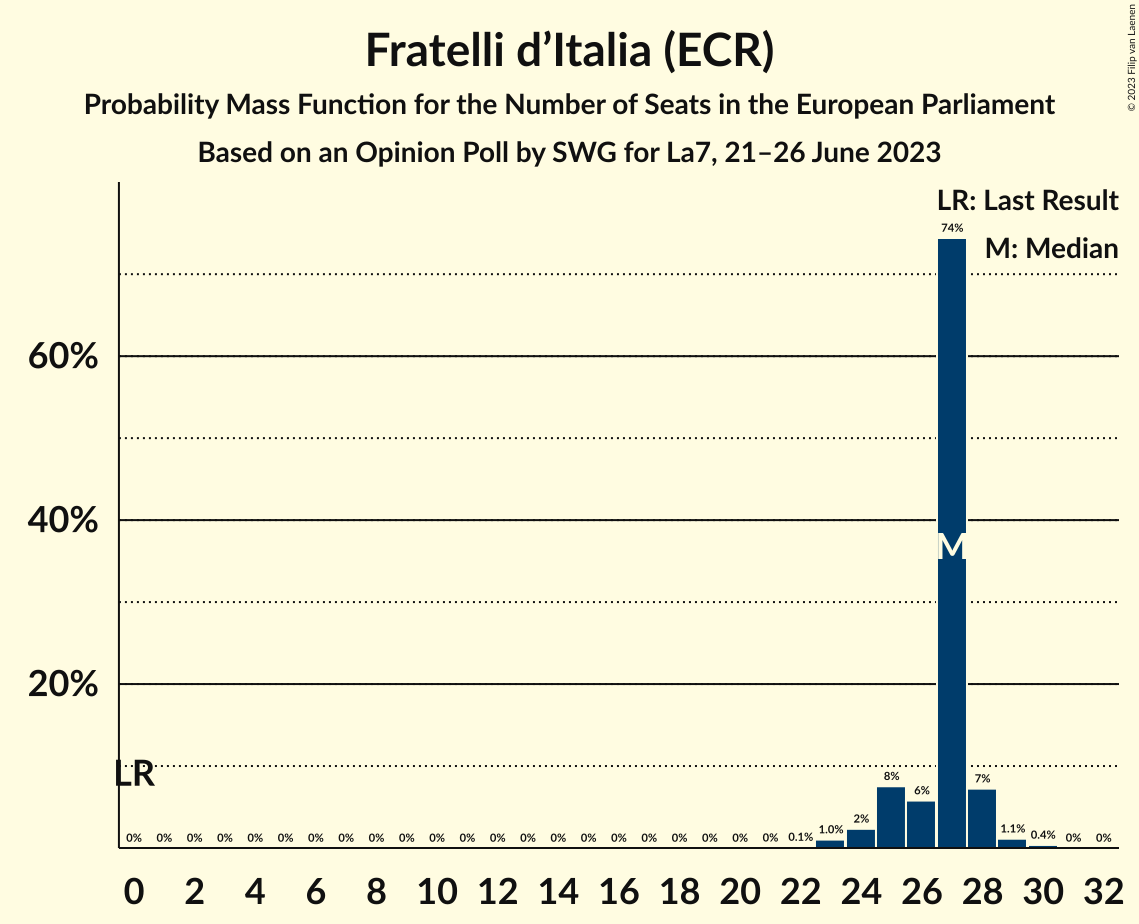 Fratelli d’Italia (ECR)
Probability Mass Function for the Number of Seats in the European Parliament
Based on an Opinion Poll by SWG for La7, 21–26 June 2023
© 2023 Filip van Laenen
LR: Last Result
M: Median
74%
60%
40%
M
20%
LR
0% 0% 0% 0% 0% 0% 0% 0% 0% 0% 0% 0% 0% 0% 0% 0% 0% 0% 0% 0% 0% 0% 0.1% 1.0% 2% 8% 6% 7% 1.1% 0.4% 0% 0%
0 2 4 6 8 10 12 14 16 18 20 22 24 26 28 30 32